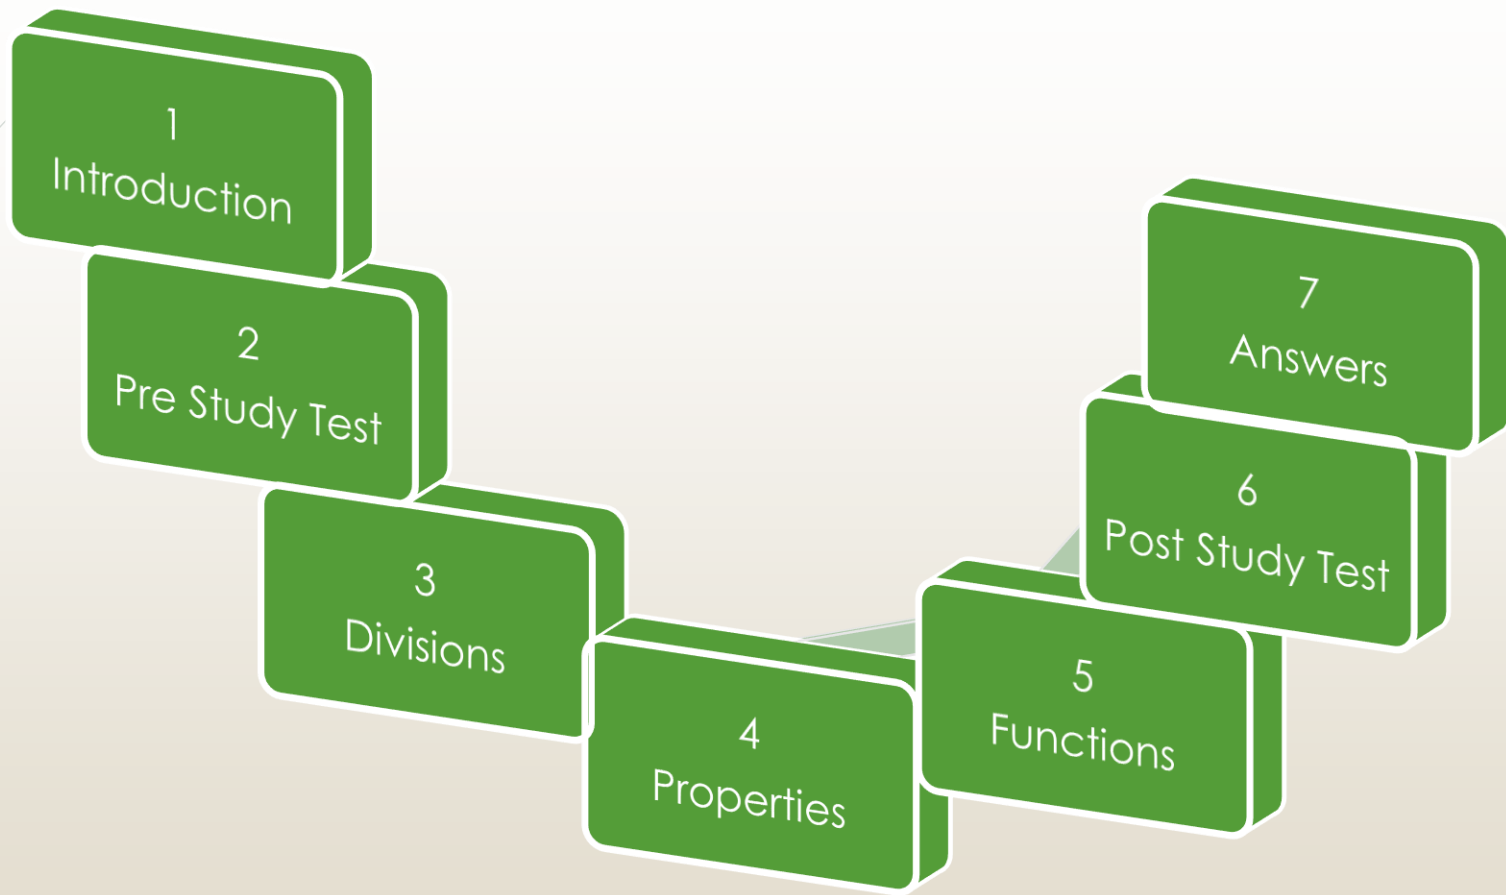 1
Introduction
2
Pre Study Test
3
Divisions
4
Properties
5
Functions
6
Post Study Test
7
Answers